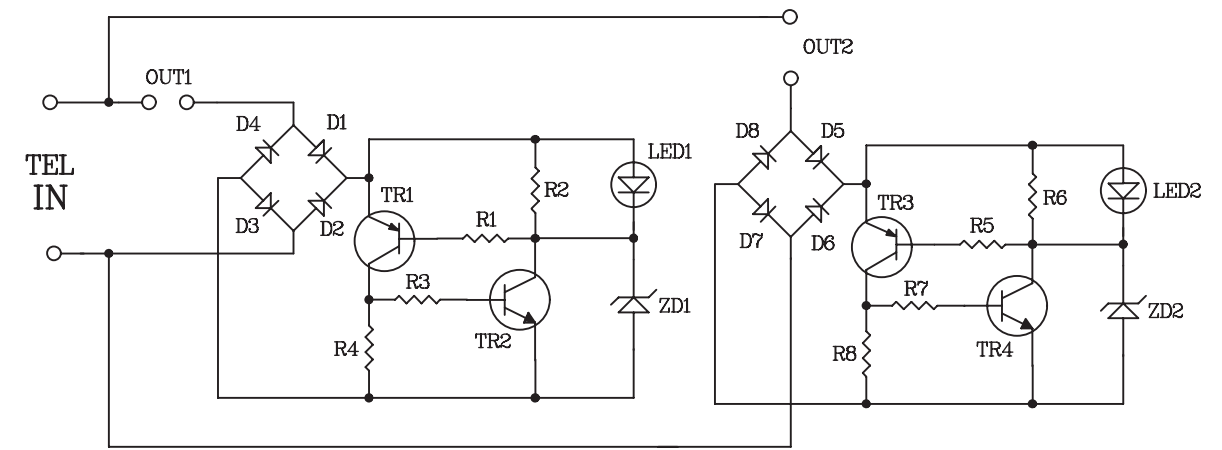 OUT2
OUT1
D4
D1
TEL
IN
D3
D2
TR1
R1
R2
LED1
R3
TR2
R4
ZD1
D8
D5
D7
D6
TR3
R5
R6
LED2
R7
TR4
R8
ZD2